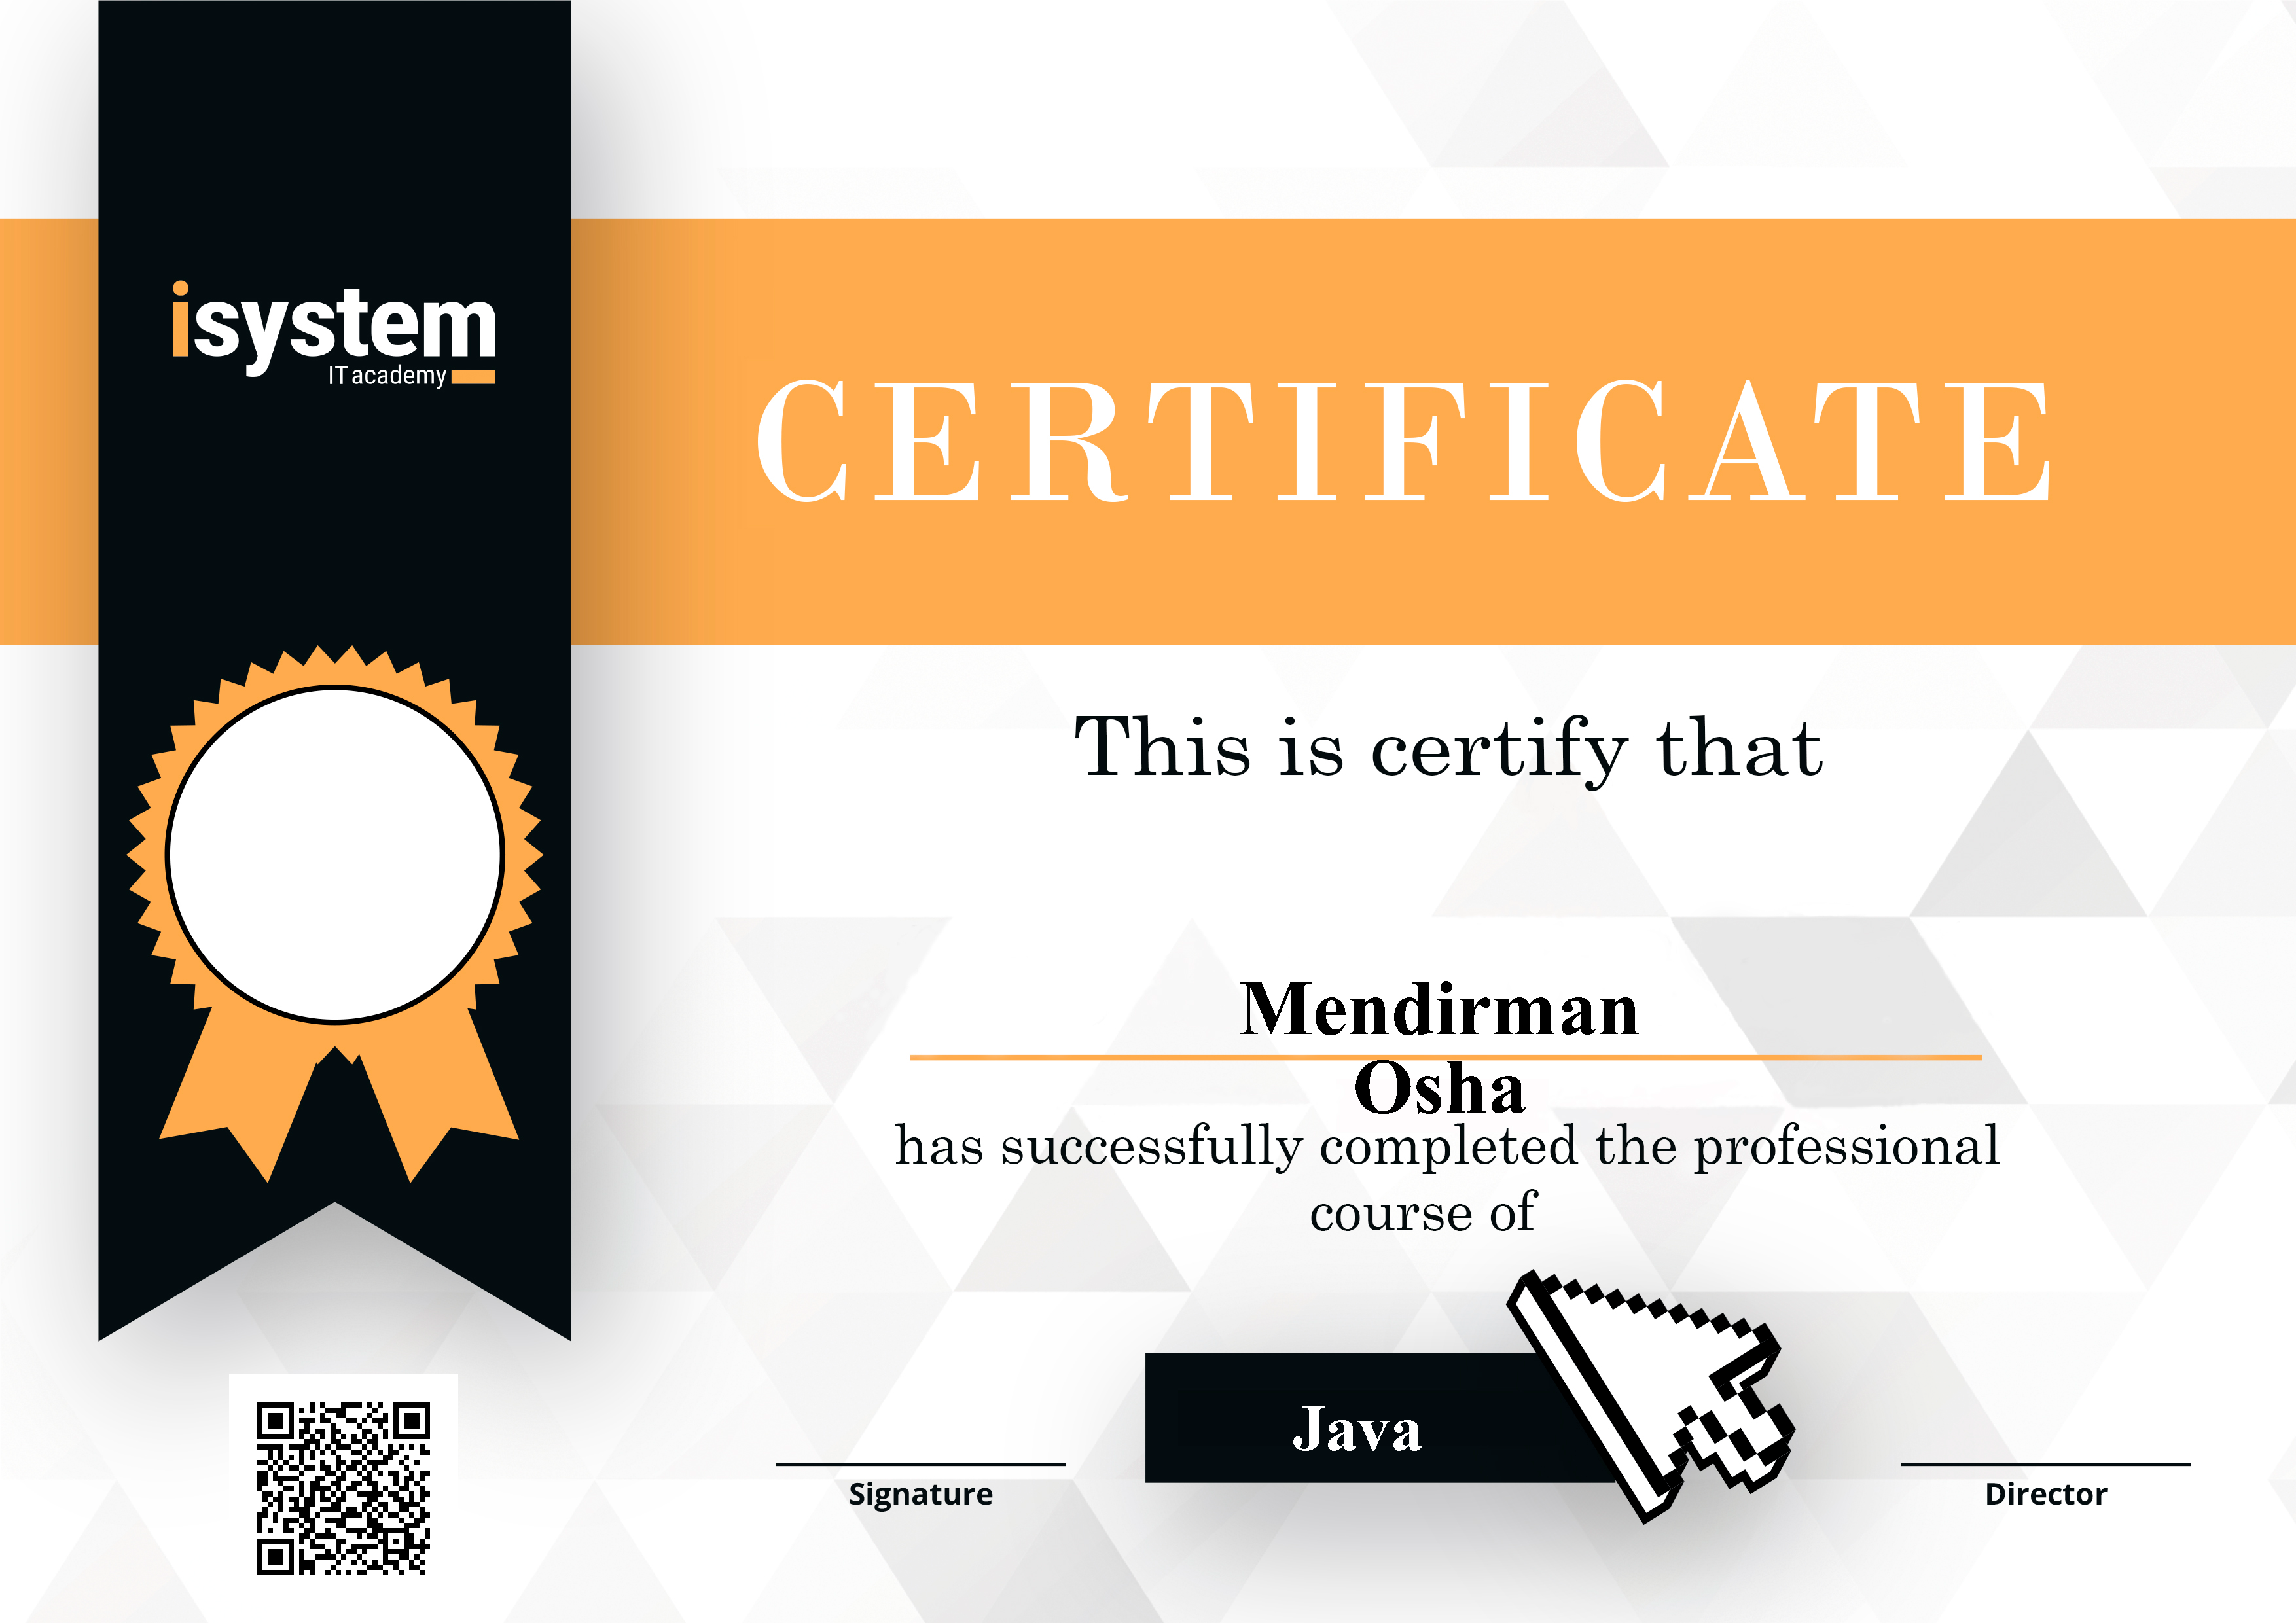 isystem
IT academy
CERTIFICATE
This is certify that
Mendirman
Osha
has successfully completed the professional
course of
Java
Signature
Director